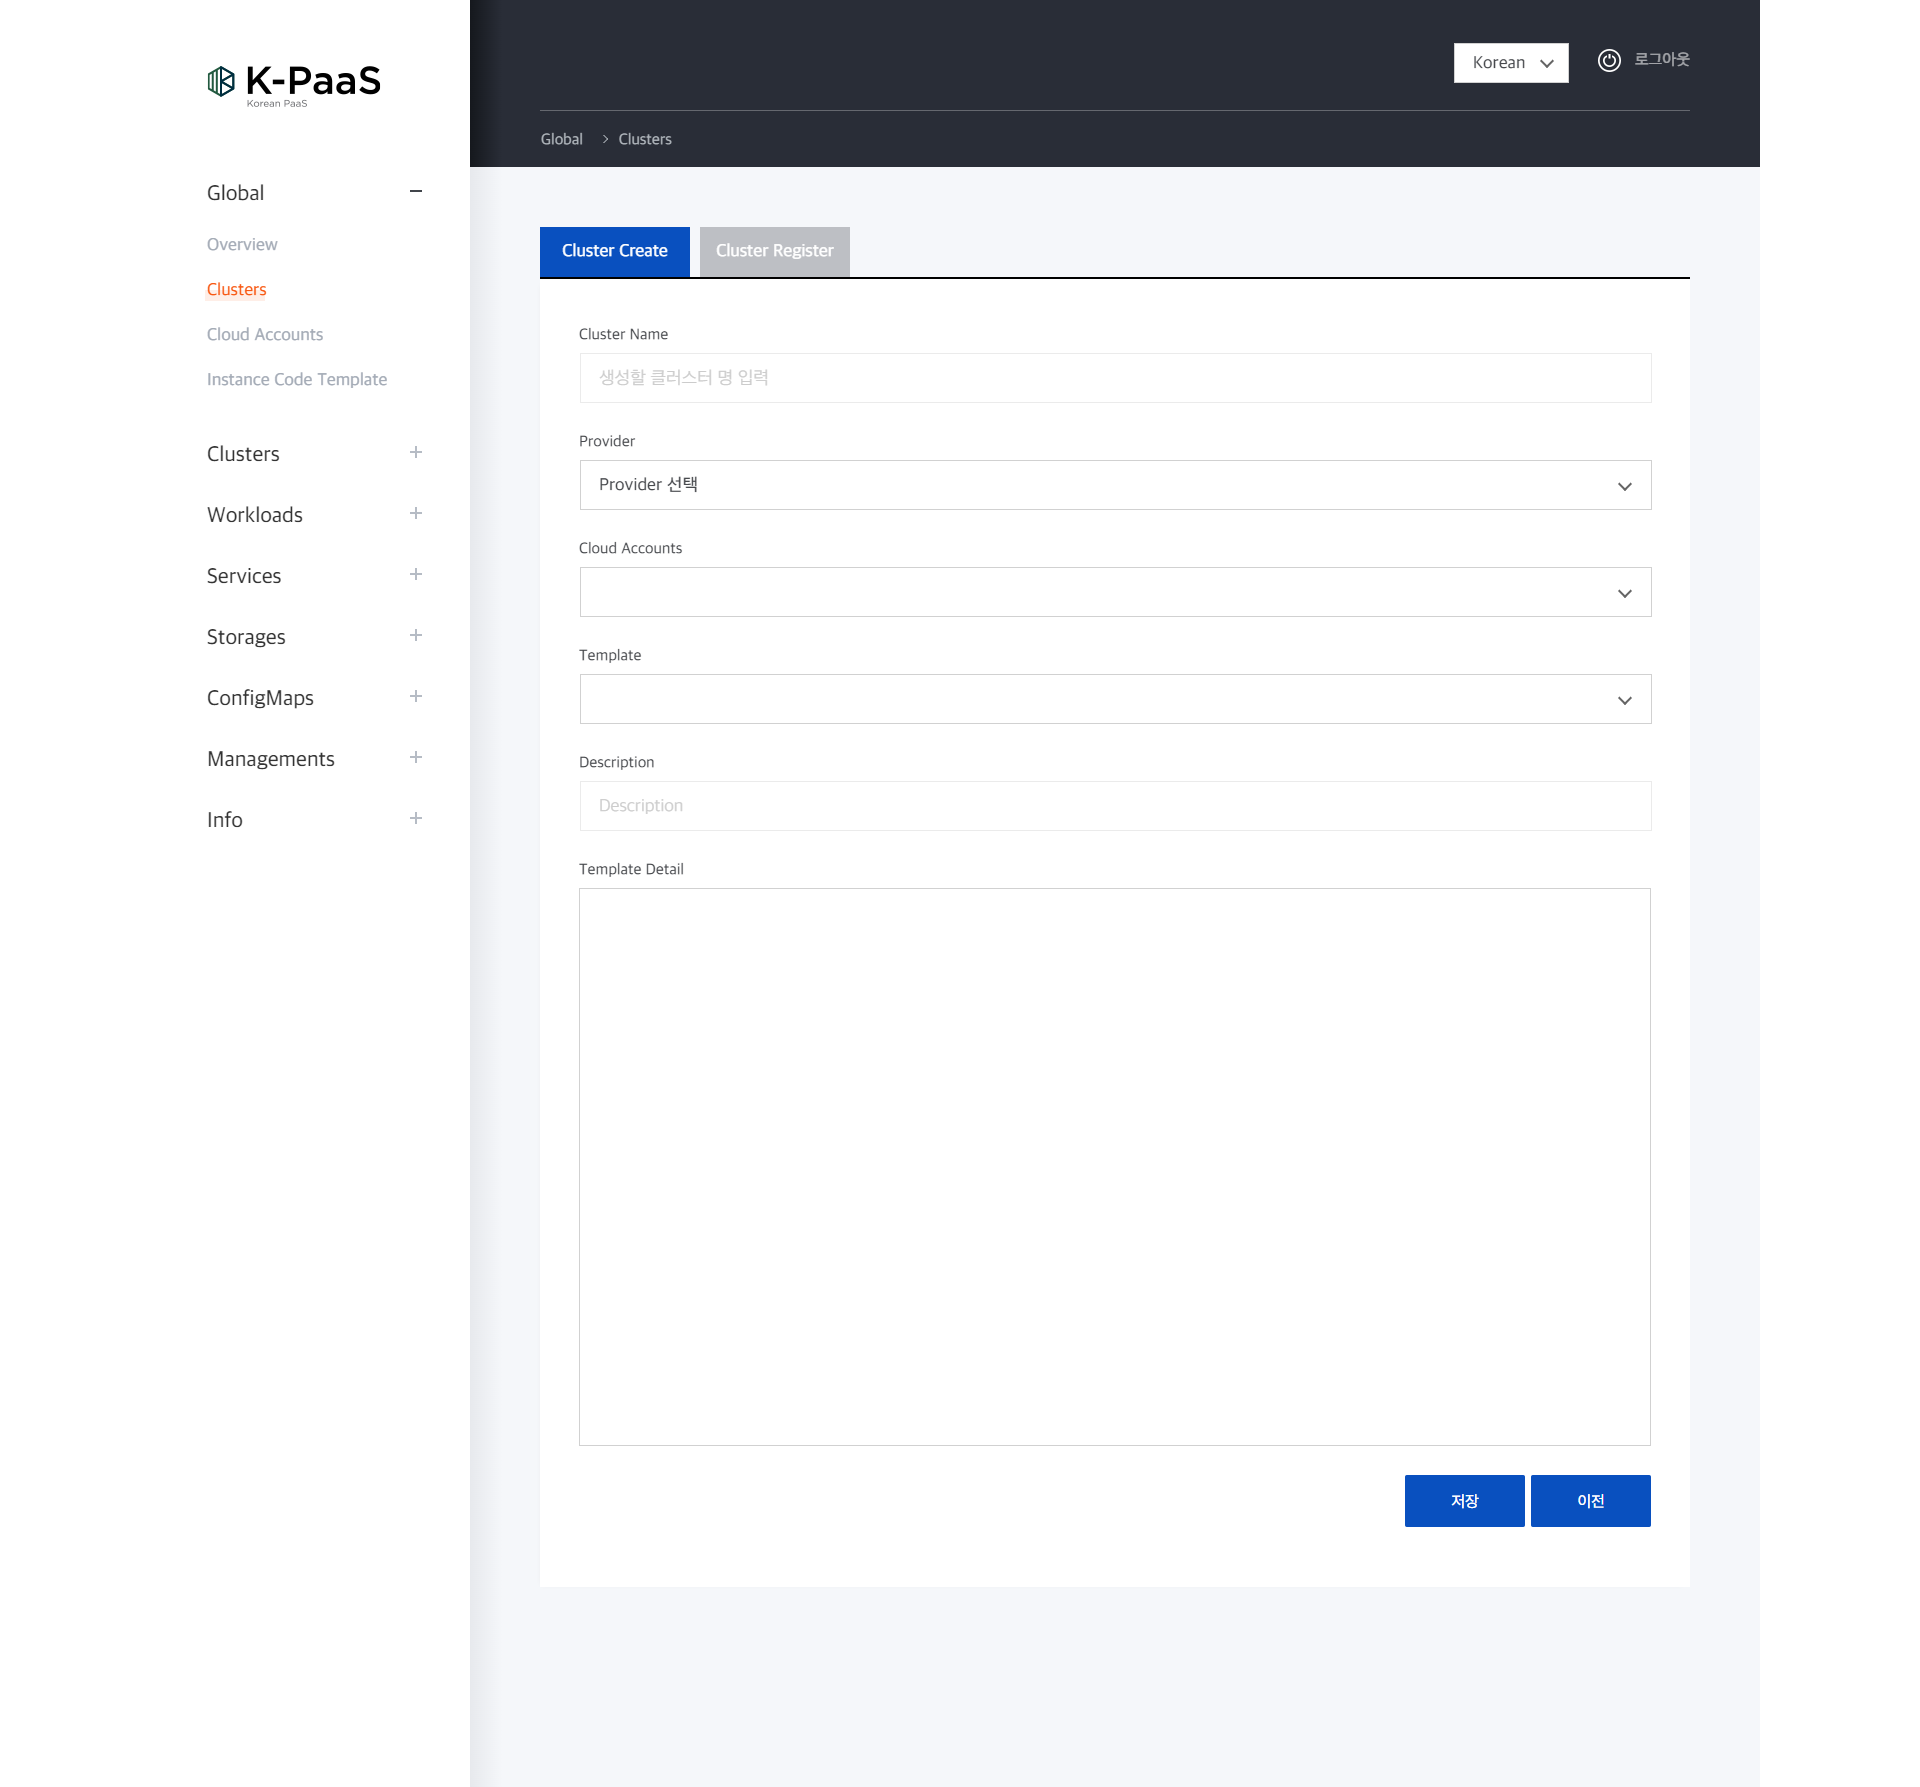 K-PaaS
Korean PaaS
Korean
로그아웃
Global > Clusters
Global
Overview
Clusters
Cloud Accounts
Instance Code Template
Clusters
Workloads
Services
Storages
ConfigMaps
Managements
Info
Cluster Create
Cluster Register
Cluster Name
생성할 클러스터 명 입력
Provider
Provider 선택
Cloud Accounts
Template
Description
Description
Template Detail
저장
이전